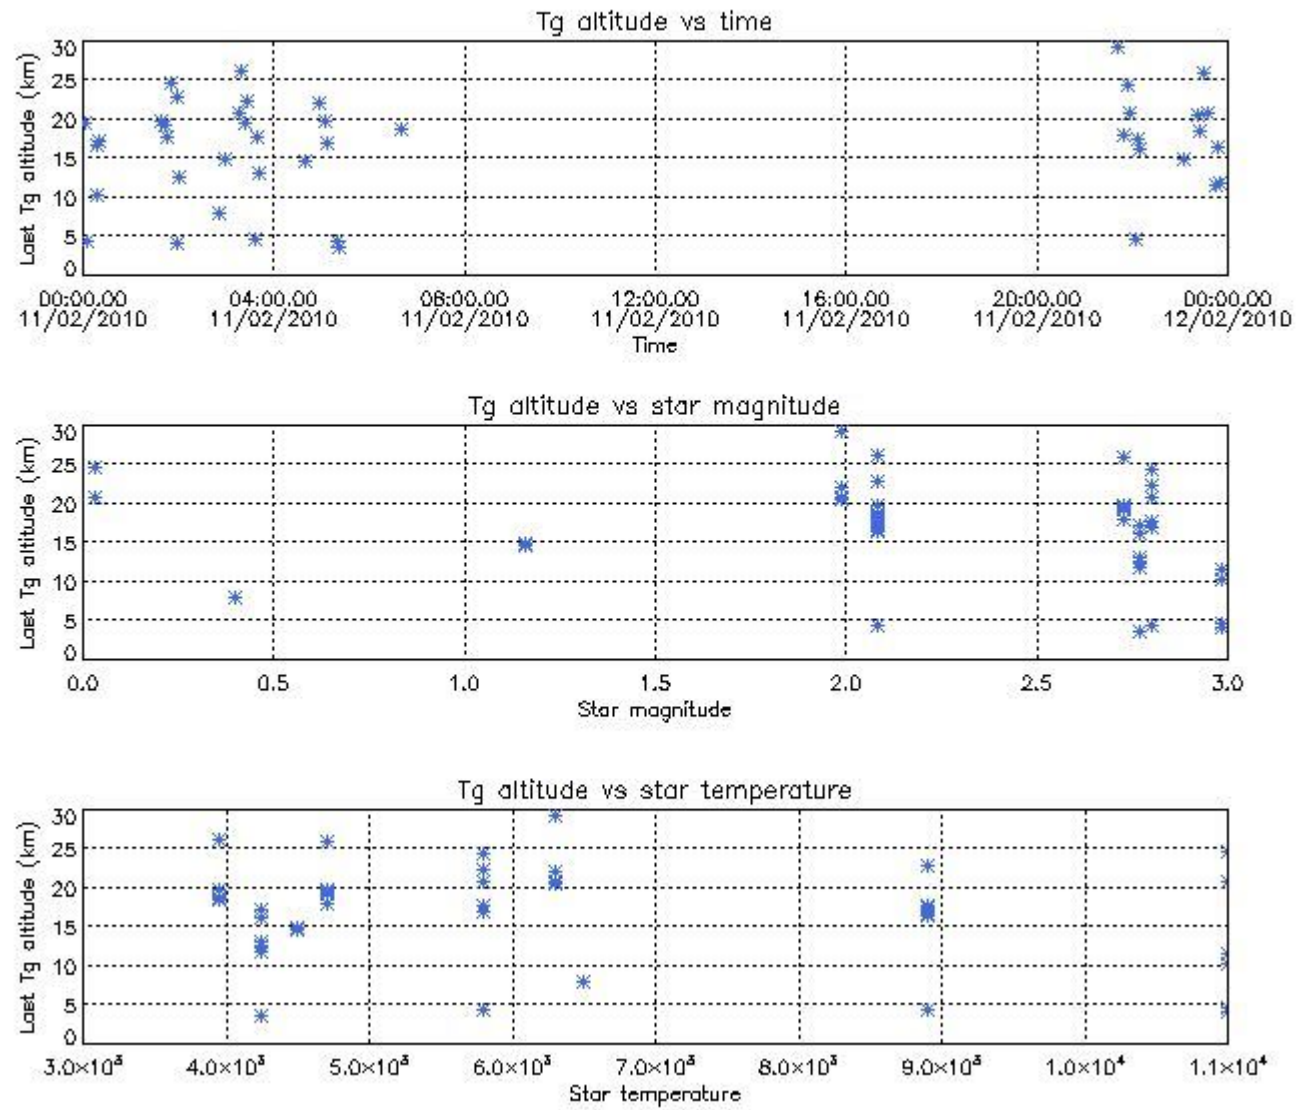 Tg altitude vs time
Last Tg altitude (km)
30
25
20
15
10
5
0
00:00.00 04:00.00 08:00.00 12:00.00 16:00.00 20:00.00 00:00.00
11/02/2010 11/02/2010 11/02/2010 11/02/2010 11/02/2010 11/02/2010 12/02/2010
Time
Tg altitude vs star magnitude
Last Tg altitude (km)
30
25
20
15
10
5
0
0.0 0.5 1.0 1.5 2.0 2.5 3.0
Star magnitude
Tg altitude vs star temperature
Last Tg altitude (km)
30
25
20
15
10
5
0
3.0×10³ 4.0×10³ 5.0×10³ 6.0×10³ 7.0×10³ 8.0×10³ 9.0×10³ 1.0×10⁴ 1.1×10⁴
Star temperature